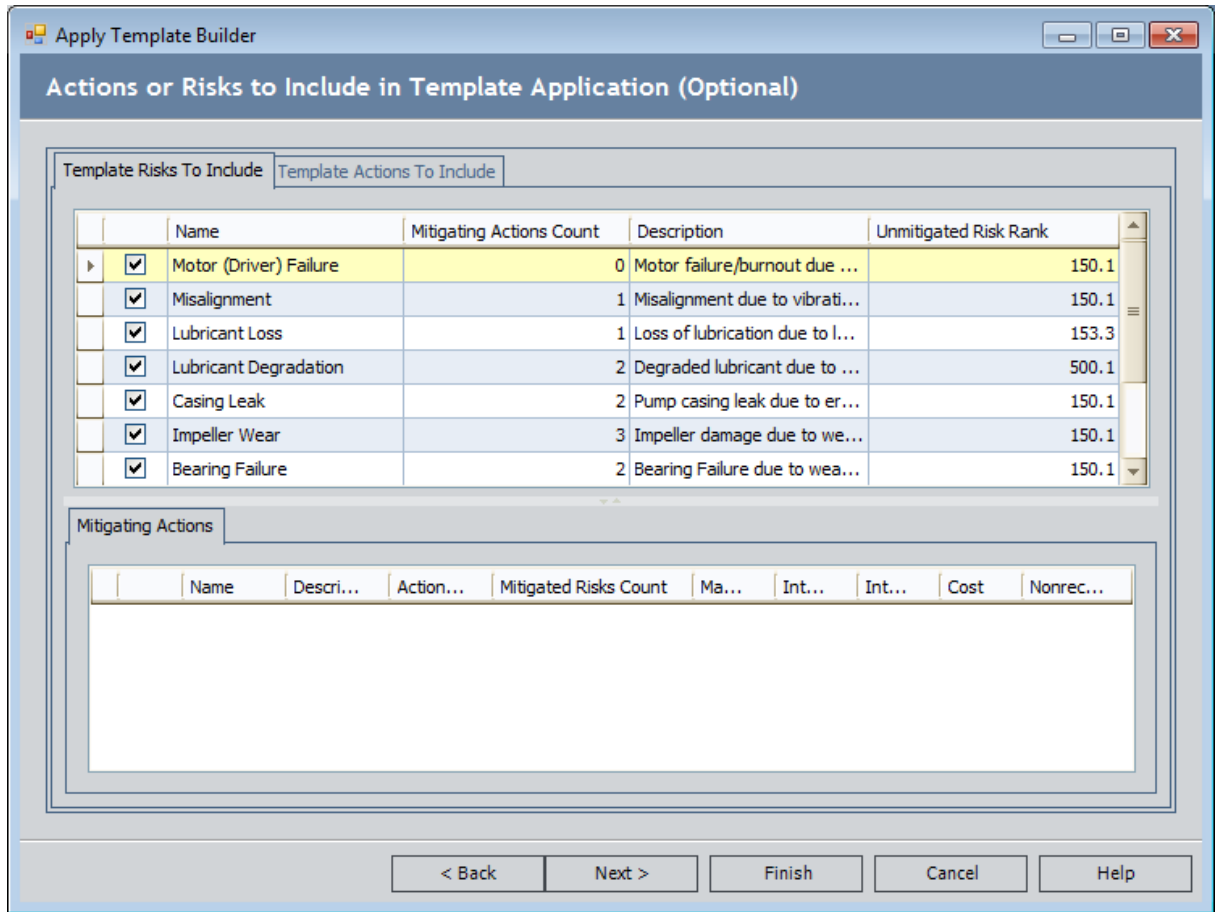 Apply Template Builder
Actions or Risks to Include in Template Application (Optional)
Template Risks To Include Template Actions To Include
Name Mitigating Actions Count Description Unmitigated Risk Rank
Motor (Driver) Failure 0 Motor failure/burnout due ... 150.1
Misalignment 1 Misalignment due to vibrati... 150.1
Lubricant Loss 1 Loss of lubrication due to l... 153.3
Lubricant Degradation 2 Degraded lubricant due to ... 500.1
Casing Leak 2 Pump casing leak due to er... 150.1
Impeller Wear 3 Impeller damage due to we... 150.1
Bearing Failure 2 Bearing Failure due to wea... 150.1
Mitigating Actions
Name Descri... Action... Mitigated Risks Count Ma... Int... Int... Cost Nonrec...
< Back Next > Finish Cancel Help